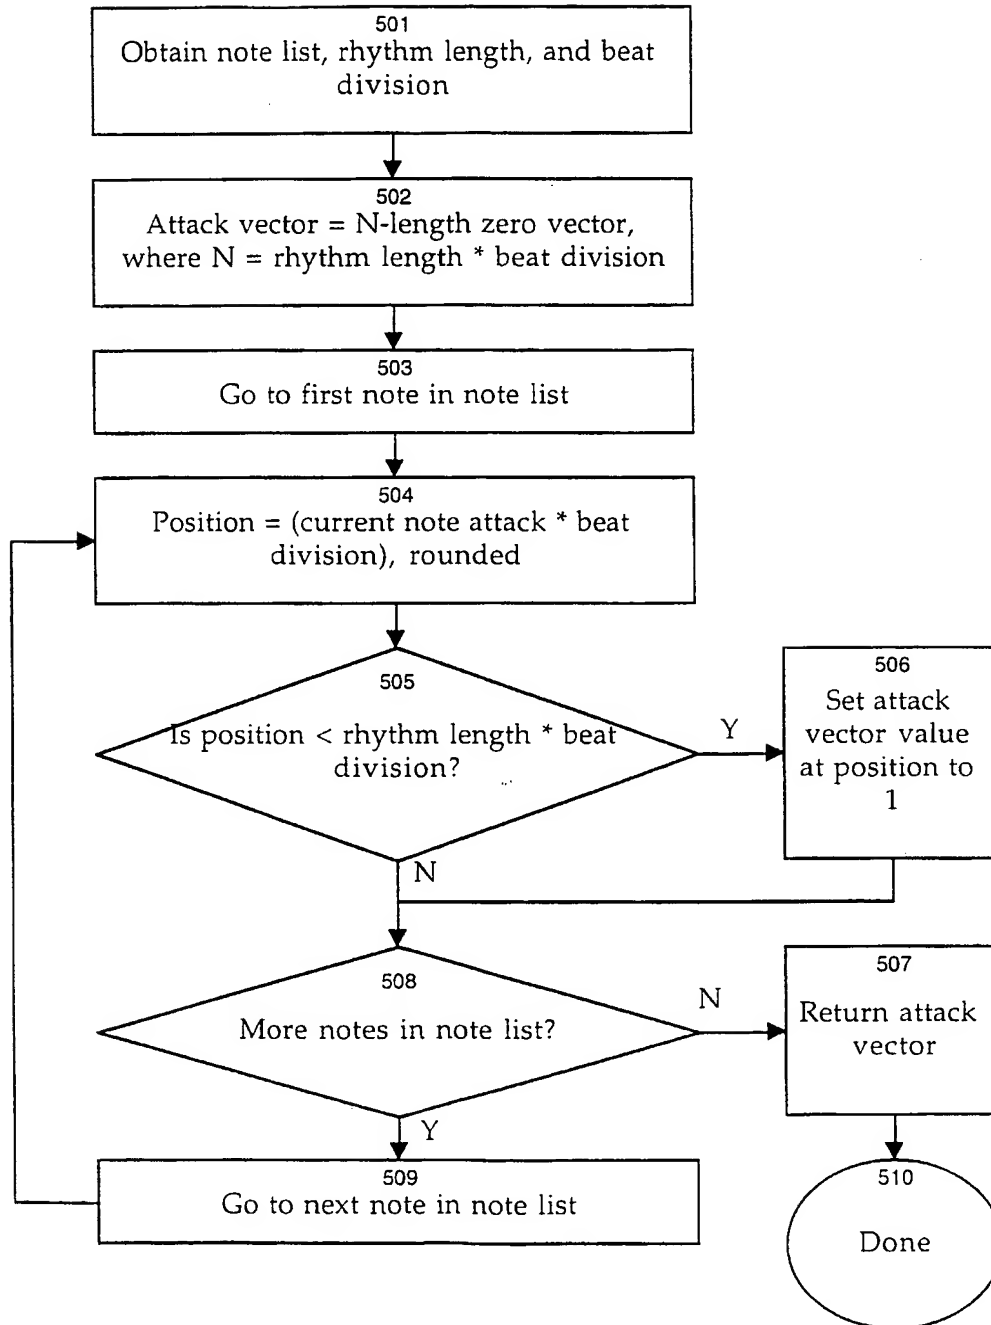 501
Obtain note list, rhythm length, and beat
division
502
Attack vector = N-length zero vector,
where N = rhythm length * beat division
503
Go to first note in note list
504
Position = (current note attack * beat
division), rounded
505
Is position < rhythm length * beat
division?
Y
506
Set attack
vector value
at position to
1
N
508
More notes in note list?
N
507
Return attack
vector
Y
509
Go to next note in note list
510
Done